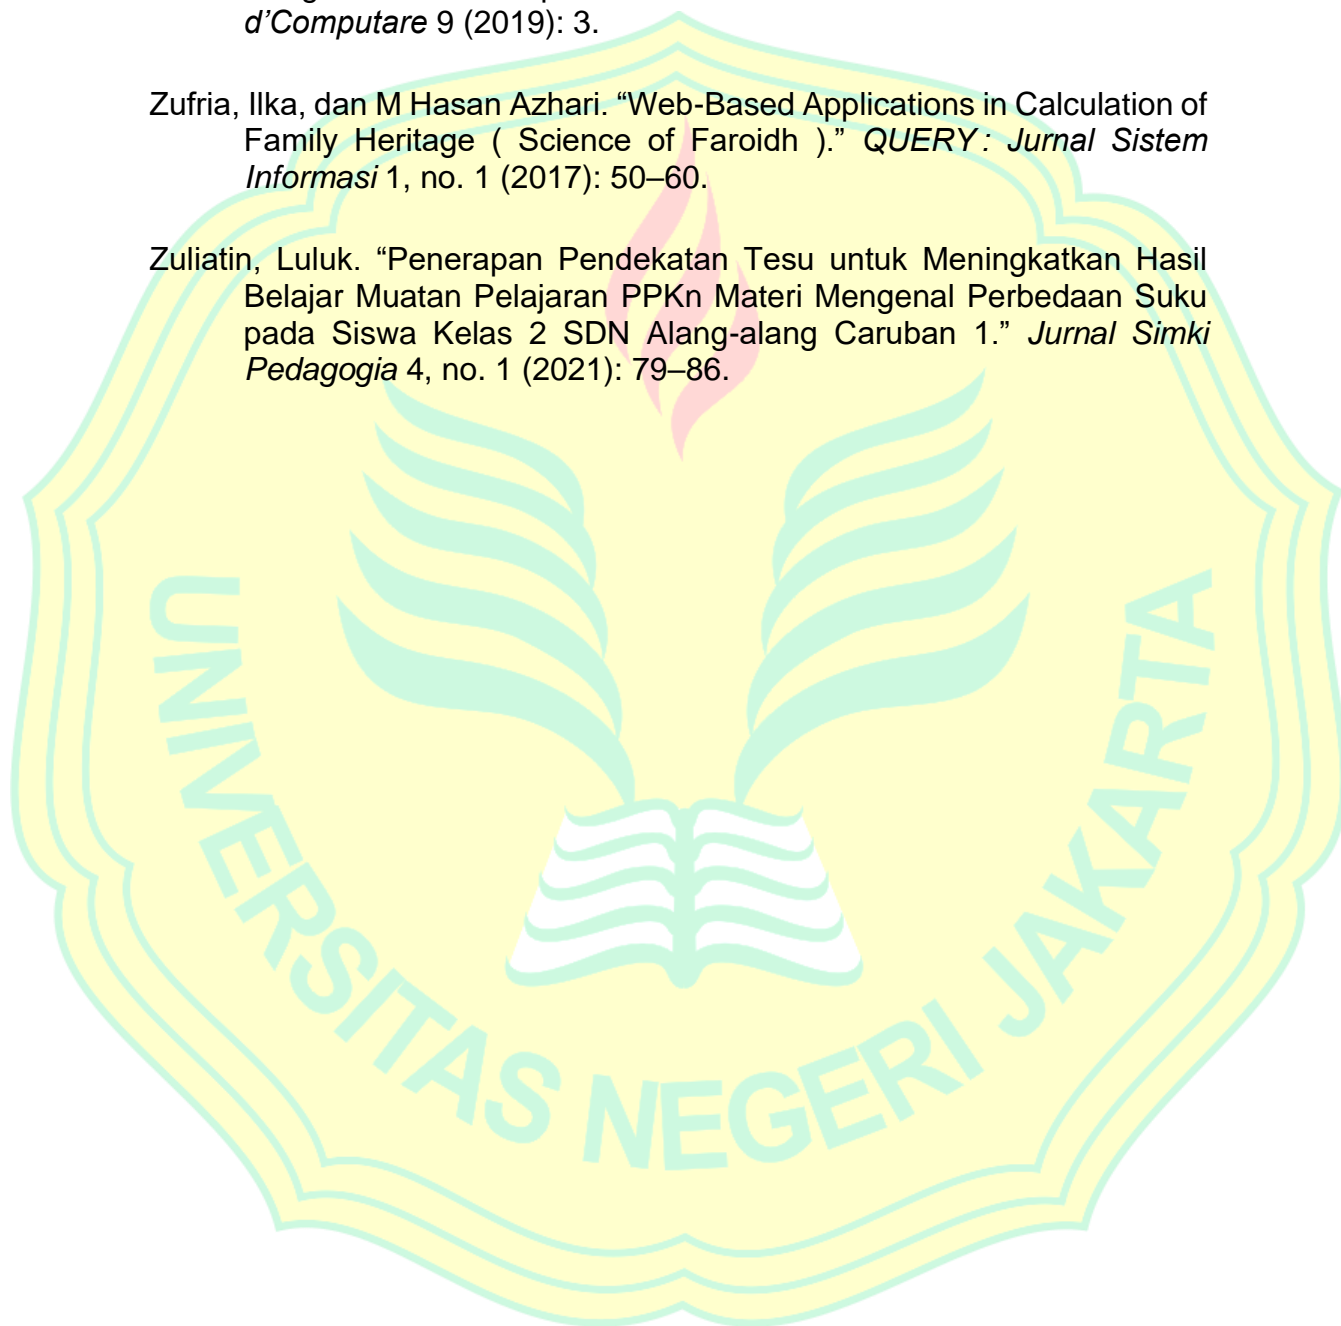 d’Computare 9 (2019): 3.
Zufria, Ilka, dan M Hasan Azhari. “Web-Based Applications in Calculation of
Family Heritage ( Science of Faroidh ).” QUERY : Jurnal Sistem
Informasi 1, no. 1 (2017): 50–60.
Zuliatin, Luluk. “Penerapan Pendekatan Tesu untuk Meningkatkan Hasil
Belajar Muatan Pelajaran PPKn Materi Mengenal Perbedaan Suku
pada Siswa Kelas 2 SDN Alang-alang Caruban 1.” Jurnal Simki
Pedagogia 4, no. 1 (2021): 79–86.
UNIVERSITAS NEGERI JAKARTA